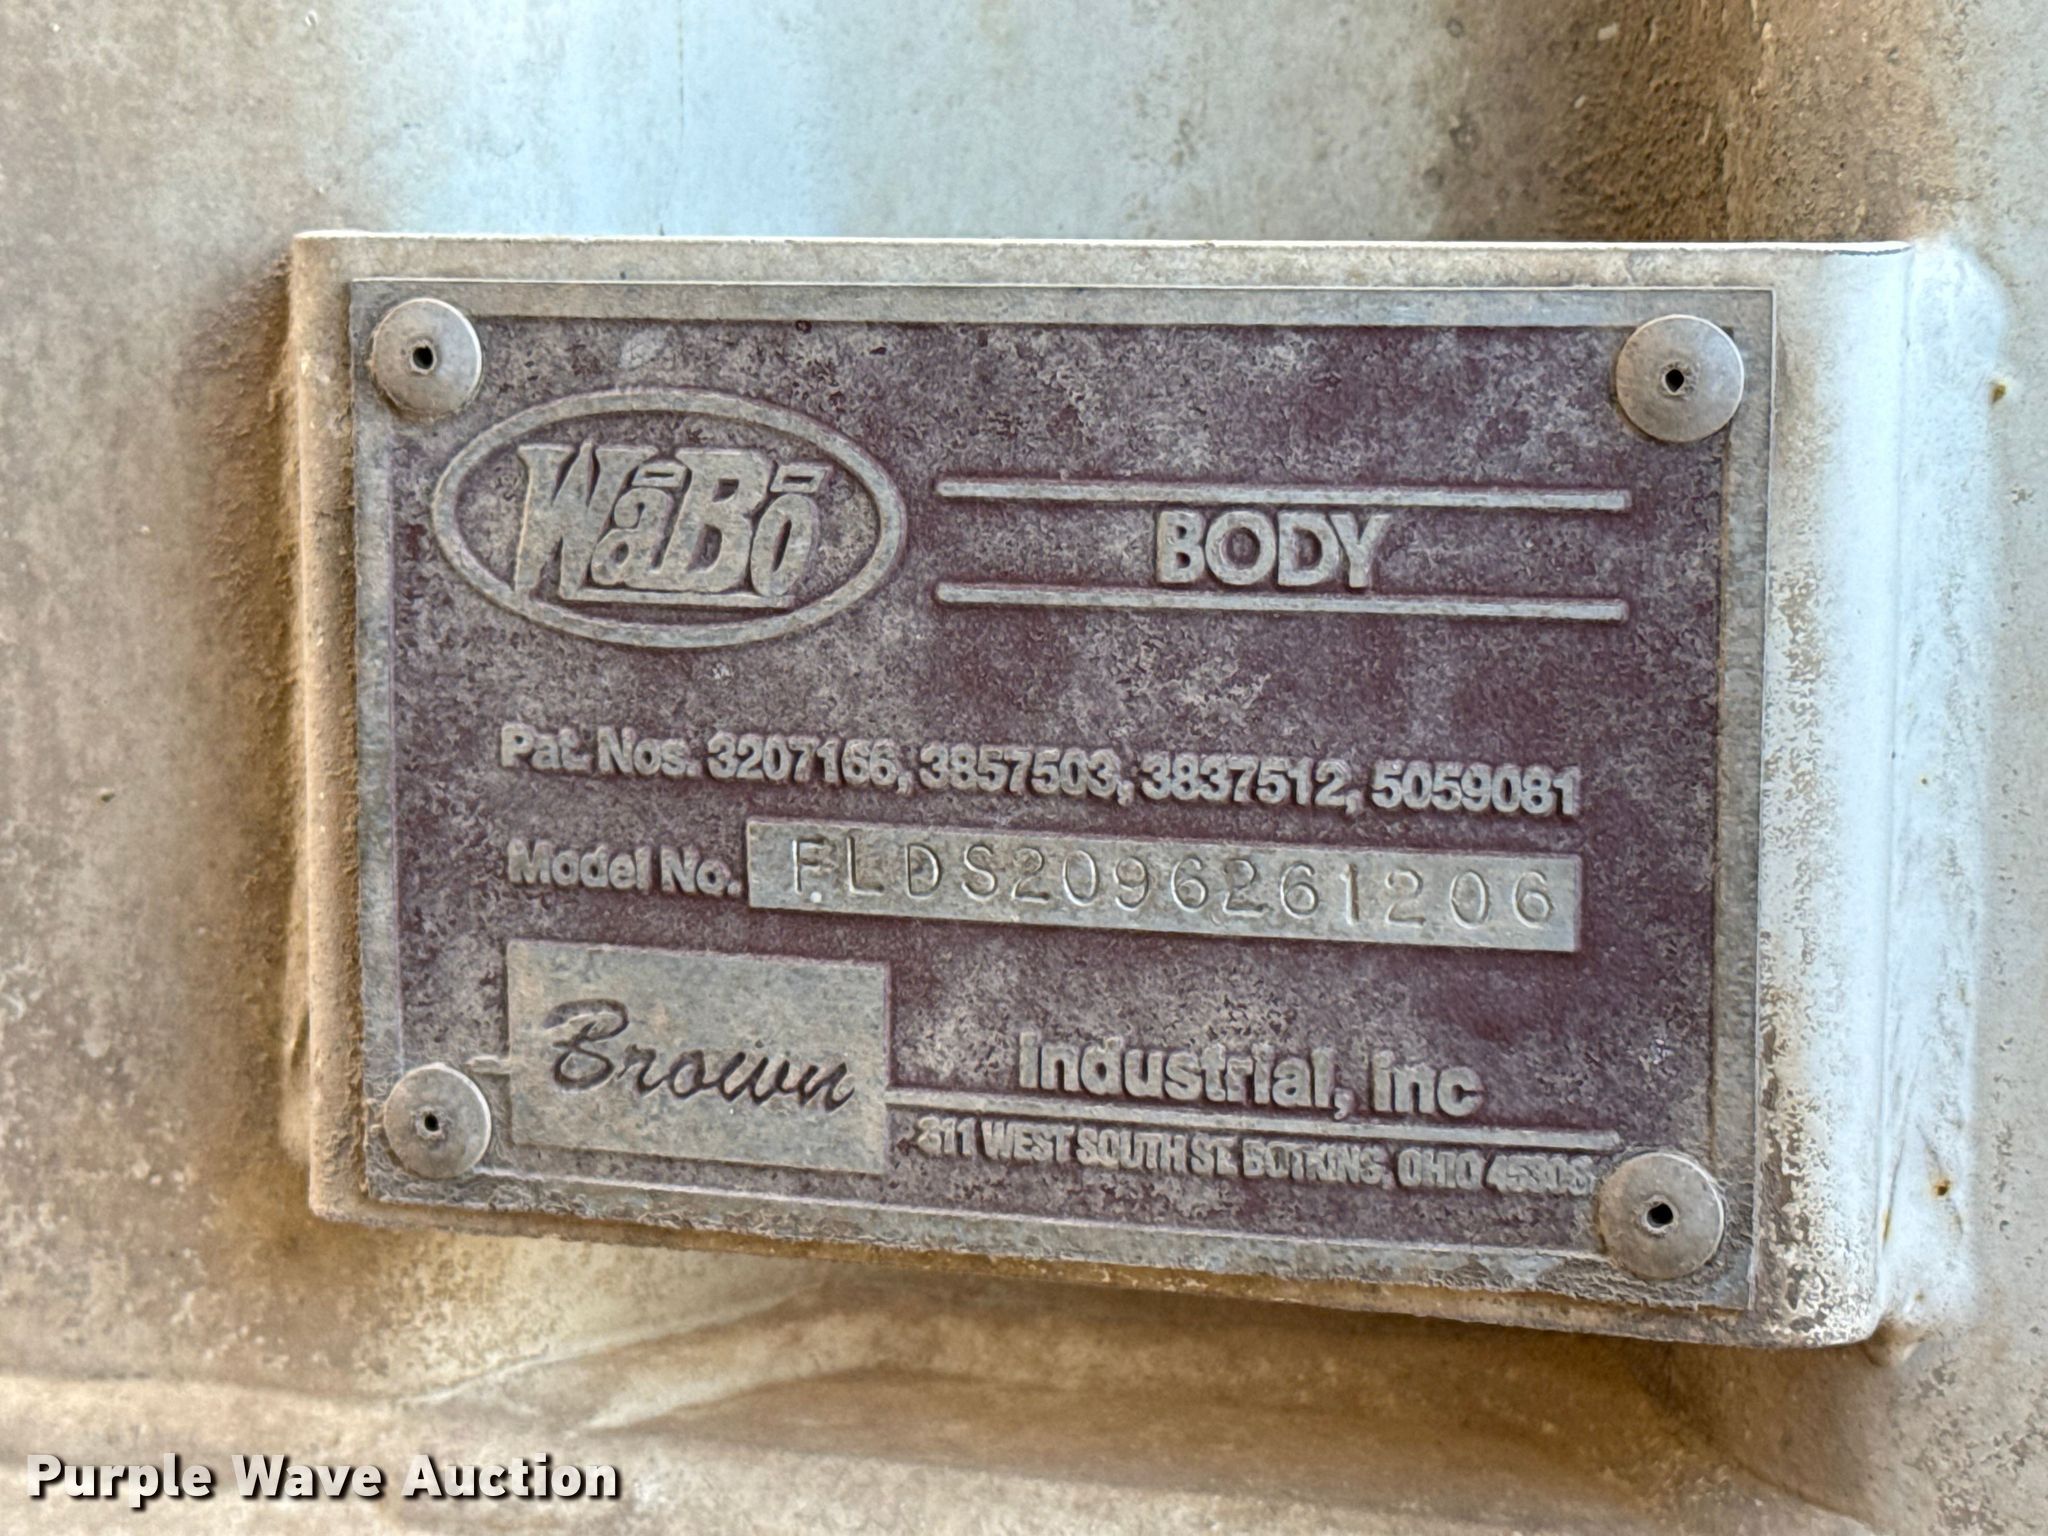 WāBō
BODY
Pat. Nos. 3207166, 3857503, 3837512, 5059081
Model No. FLDS2096261206
Brown Industrial, Inc
311 WEST SOUTH ST. BOTKINS, OHIO 45306
Purple Wave Auction